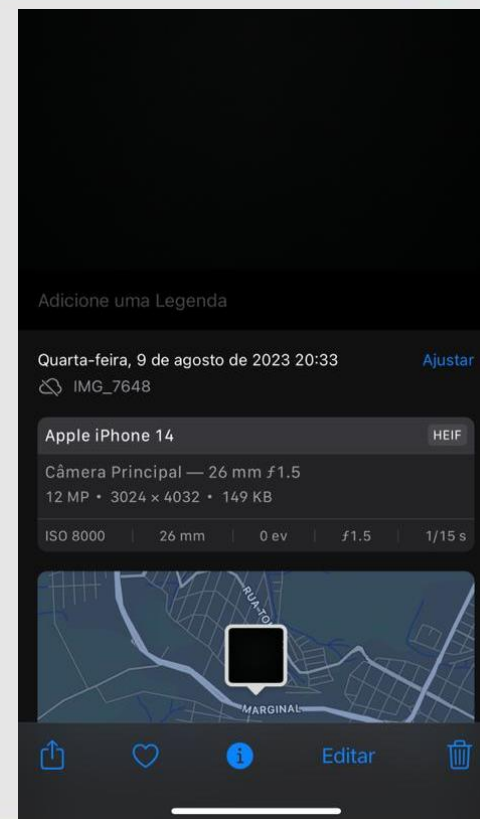 Adicione uma Legenda
Quarta-feira, 9 de agosto de 2023 20:33 Ajustar
IMG_7648
Apple iPhone 14 HEIF
Câmera Principal — 26 mm ƒ1.5
12 MP • 3024 × 4032 • 149 KB
ISO 8000 26 mm 0 ev ƒ1.5 1/15 s
MARGINAL
Editar